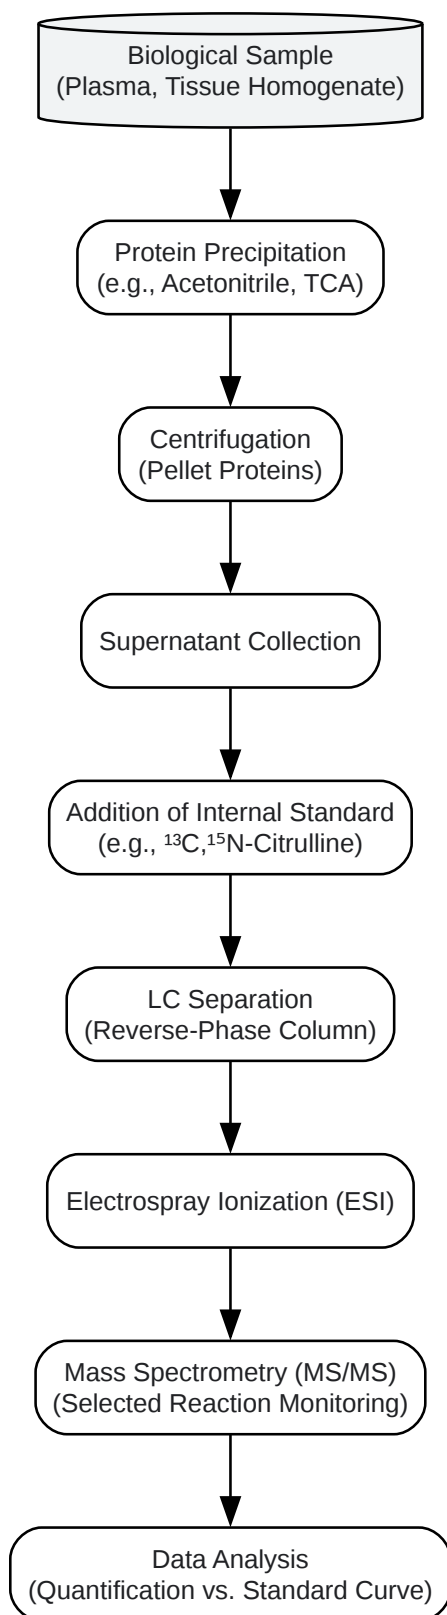 Biological Sample
(Plasma, Tissue Homogenate)
Protein Precipitation
(e.g., Acetonitrile, TCA)
Centrifugation
(Pellet Proteins)
Supernatant Collection
Addition of Internal Standard
(e.g., ¹³C,¹⁵N-Citrulline)
LC Separation
(Reverse-Phase Column)
Electrospray Ionization (ESI)
Mass Spectrometry (MS/MS)
(Selected Reaction Monitoring)
Data Analysis
(Quantification vs. Standard Curve)